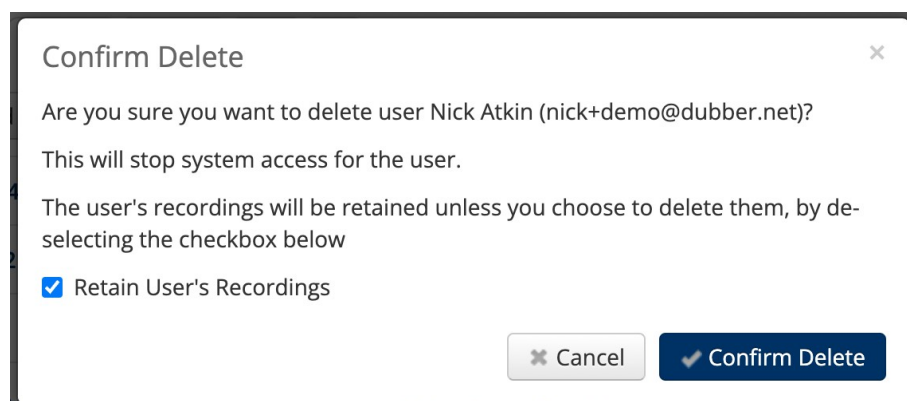 Confirm Delete
Are you sure you want to delete user Nick Atkin (nick+demo@dubber.net)?
This will stop system access for the user.
The user's recordings will be retained unless you choose to delete them, by de-
selecting the checkbox below
Retain User's Recordings
Cancel
Confirm Delete